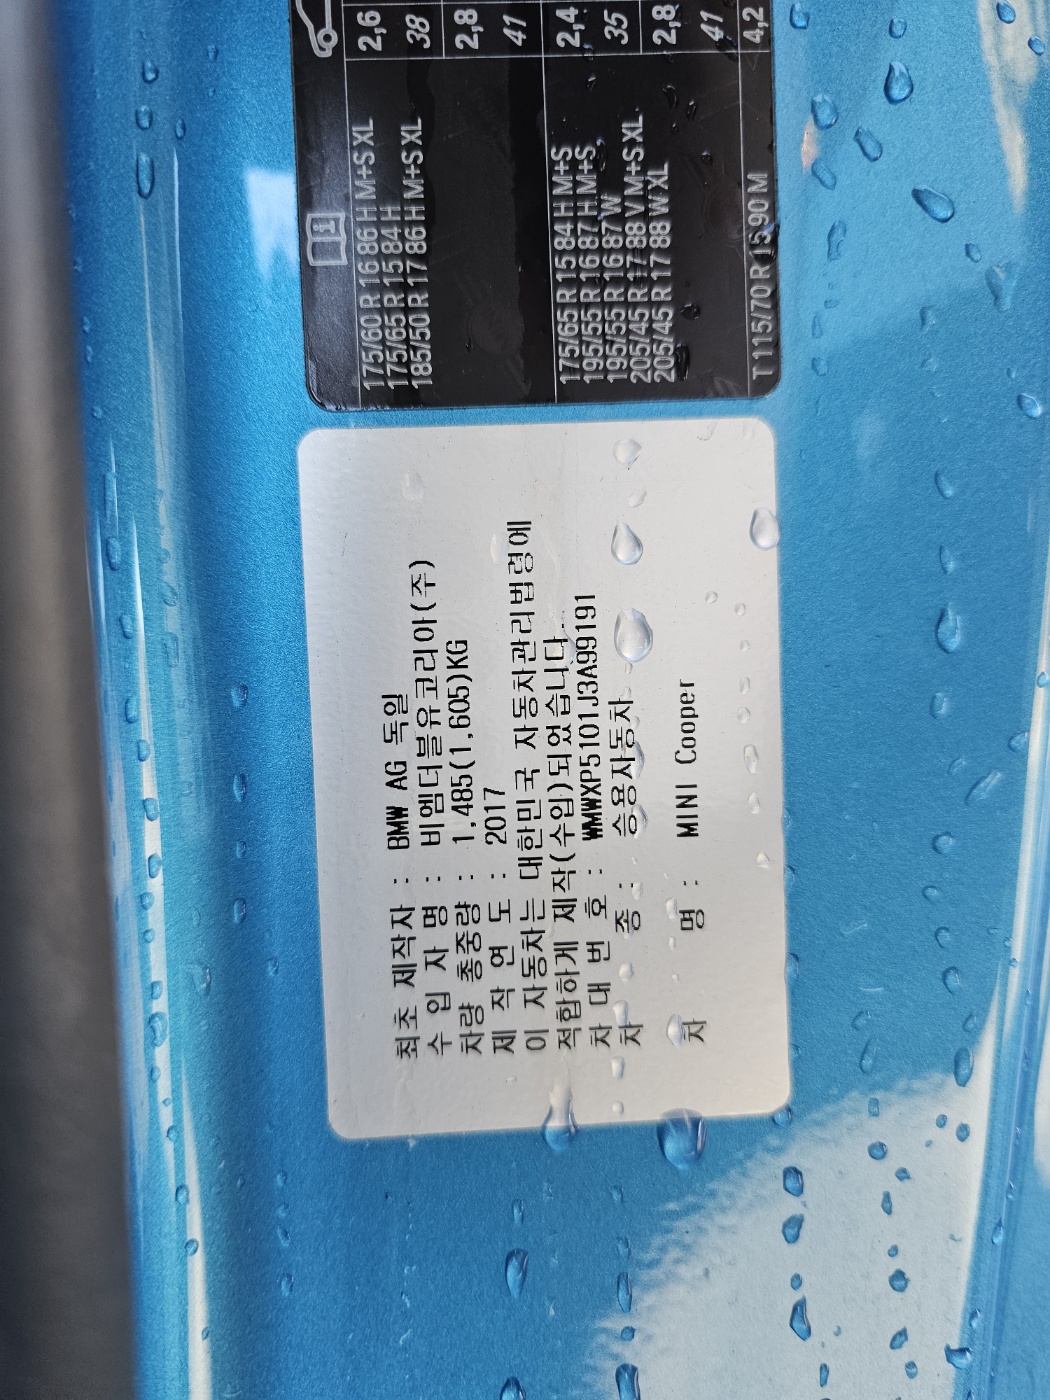 최초 제작자 : BMW AG 독일
수 입 자 명 : 비엠더블유코리아(주)
차량 총중량 : 1,485(1,605)KG
제 작 연 도 : 2017
이 자동차는 대한민국 자동차관리법령에
적합하게 제작(수입)되었습니다.
차 대 번 호 : WMWXP5101J3A99191
차 종 : 승용자동차
차 명 : MINI Cooper
175/60 R 16 86 H M+S XL 2,6
175/65 R 15 84 H
185/50 R 17 86 H M+S XL 38
2,8
41
175/65 R 15 84 H M+S 2,4
195/55 R 16 87 H M+S
195/55 R 16 87 W 35
205/45 R 17 88 V M+S XL
205/45 R 17 88 W XL 2,8
41
T 115/70 R 15 90 M 4,2